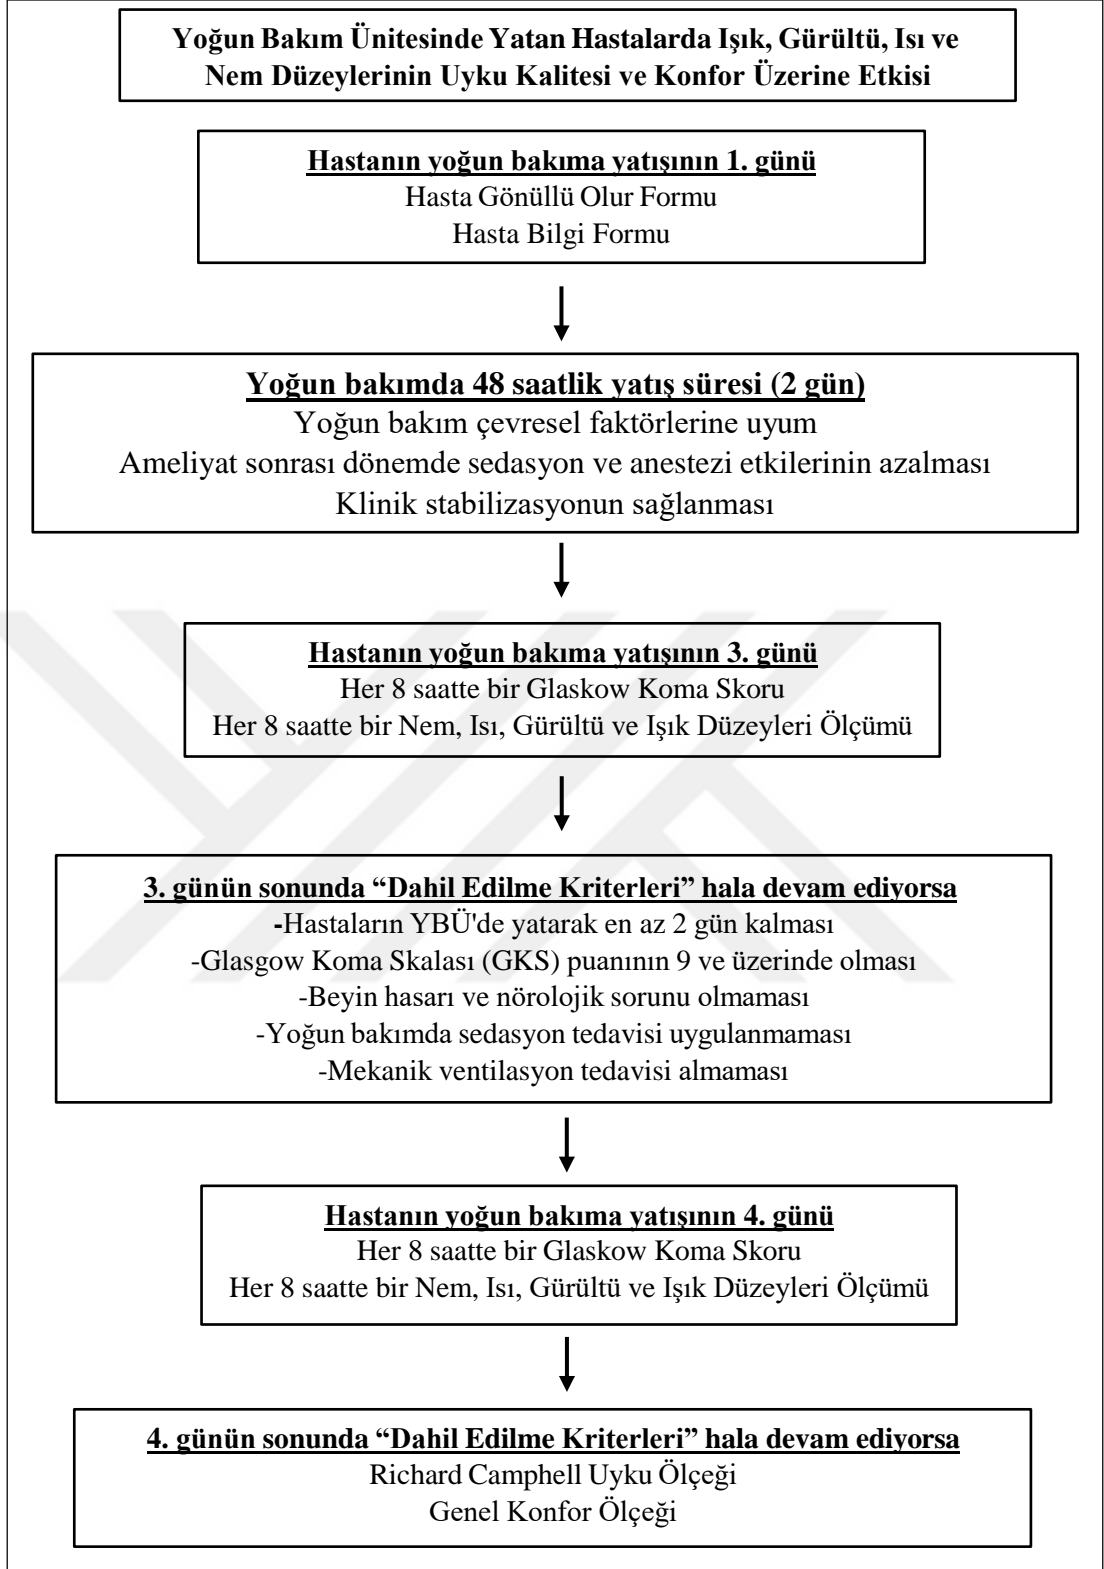 Yoğun Bakım Ünitesinde Yatan Hastalarda Işık, Gürültü, Isı ve
Nem Düzeylerinin Uyku Kalitesi ve Konfor Üzerine Etkisi
Hastanın yoğun bakıma yatışının 1. günü
Hasta Gönüllü Olur Formu
Hasta Bilgi Formu
Yoğun bakımda 48 saatlik yatış süresi (2 gün)
Yoğun bakım çevresel faktörlerine uyum
Ameliyat sonrası dönemde sedasyon ve anestezi etkilerinin azalması
Klinik stabilizasyonun sağlanması
Hastanın yoğun bakıma yatışının 3. günü
Her 8 saatte bir Glaskow Koma Skoru
Her 8 saatte bir Nem, Isı, Gürültü ve Işık Düzeyleri Ölçümü
3. günün sonunda “Dahil Edilme Kriterleri” hala devam ediyorsa
-Hastaların YBÜ'de yatarak en az 2 gün kalması
-Glasgow Koma Skalası (GKS) puanının 9 ve üzerinde olması
-Beyin hasarı ve nörolojik sorunu olmaması
-Yoğun bakımda sedasyon tedavisi uygulanmaması
-Mekanik ventilasyon tedavisi almaması
Hastanın yoğun bakıma yatışının 4. günü
Her 8 saatte bir Glaskow Koma Skoru
Her 8 saatte bir Nem, Isı, Gürültü ve Işık Düzeyleri Ölçümü
4. günün sonunda “Dahil Edilme Kriterleri” hala devam ediyorsa
Richard Camphell Uyku Ölçeği
Genel Konfor Ölçeği